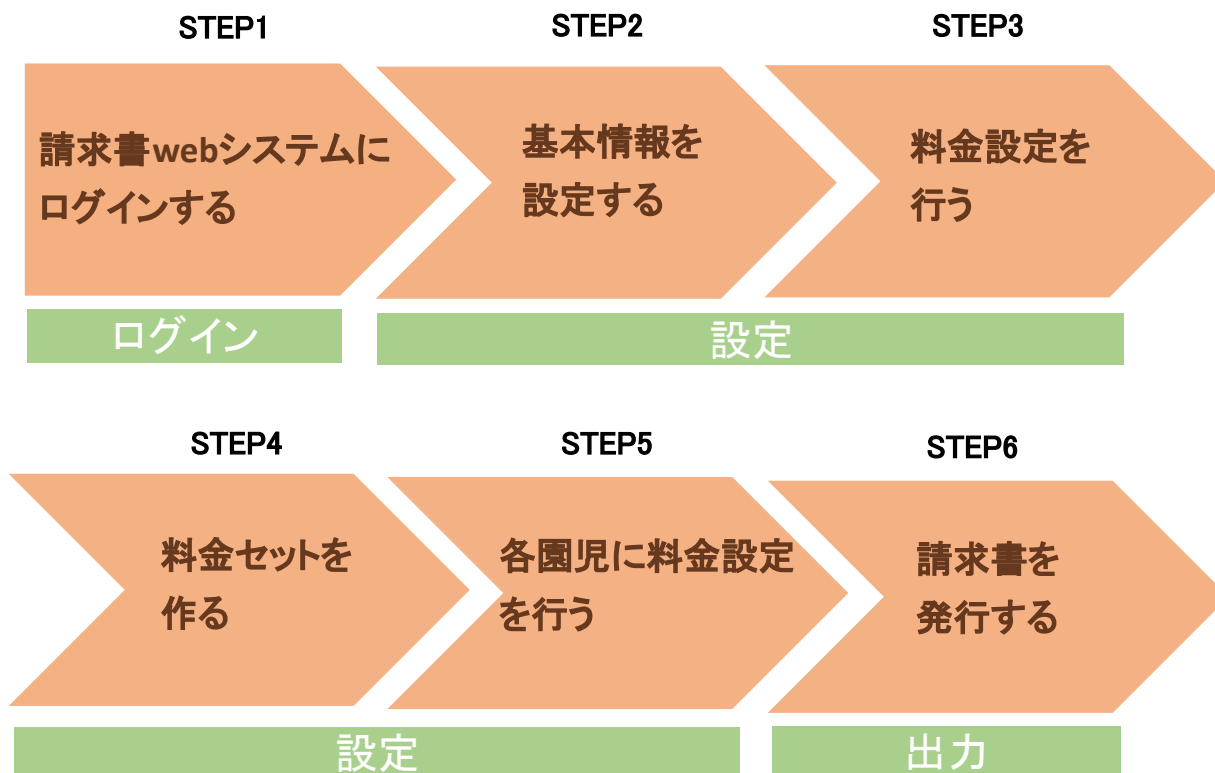 STEP1
STEP2
STEP3
請求書webシステムに
ログインする
基本情報を
設定する
料金設定を
行う
ログイン
設定
STEP4
STEP5
STEP6
料金セットを
作る
各園児に料金設定
を行う
請求書を
発行する
設定
出力